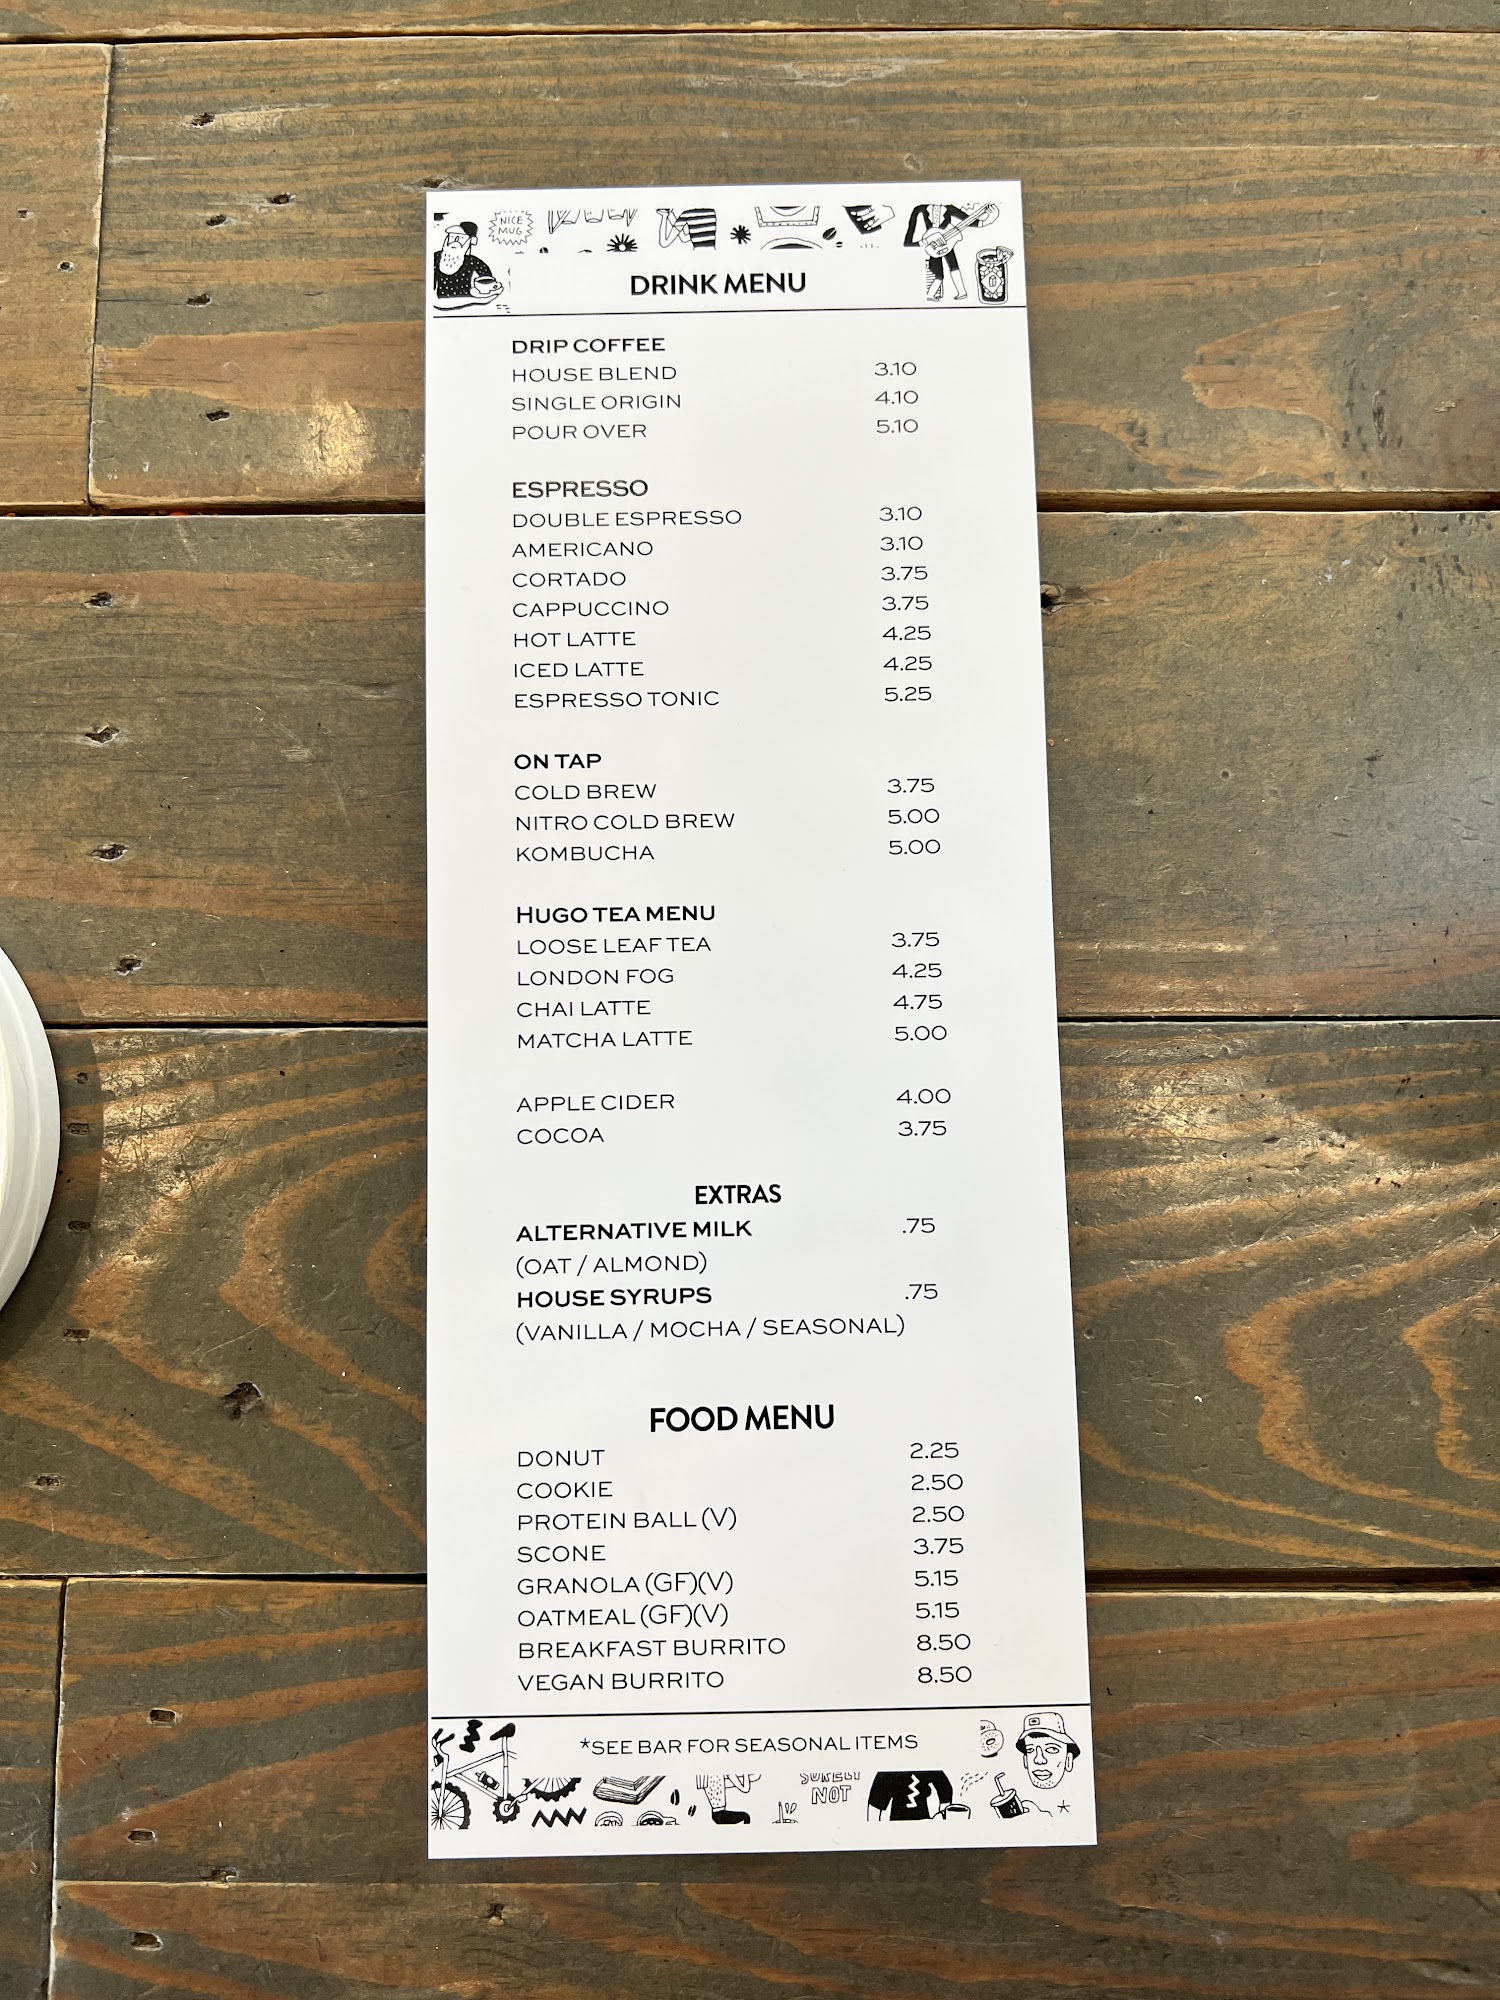 NICE
MUG
DRINK MENU
DRIP COFFEE
HOUSE BLEND 3.10
SINGLE ORIGIN 4.10
POUR OVER 5.10
ESPRESSO
DOUBLE ESPRESSO 3.10
AMERICANO 3.10
CORTADO 3.75
CAPPUCCINO 3.75
HOT LATTE 4.25
ICED LATTE 4.25
ESPRESSO TONIC 5.25
ON TAP
COLD BREW 3.75
NITRO COLD BREW 5.00
KOMBUCHA 5.00
HUGO TEA MENU
LOOSE LEAF TEA 3.75
LONDON FOG 4.25
CHAI LATTE 4.75
MATCHA LATTE 5.00
APPLE CIDER 4.00
COCOA 3.75
EXTRAS
ALTERNATIVE MILK .75
(OAT / ALMOND)
HOUSE SYRUPS .75
(VANILLA / MOCHA / SEASONAL)
FOOD MENU
DONUT 2.25
COOKIE 2.50
PROTEIN BALL (V) 2.50
SCONE 3.75
GRANOLA (GF)(V) 5.15
OATMEAL (GF)(V) 5.15
BREAKFAST BURRITO 8.50
VEGAN BURRITO 8.50
*SEE BAR FOR SEASONAL ITEMS
SURELY
NOT